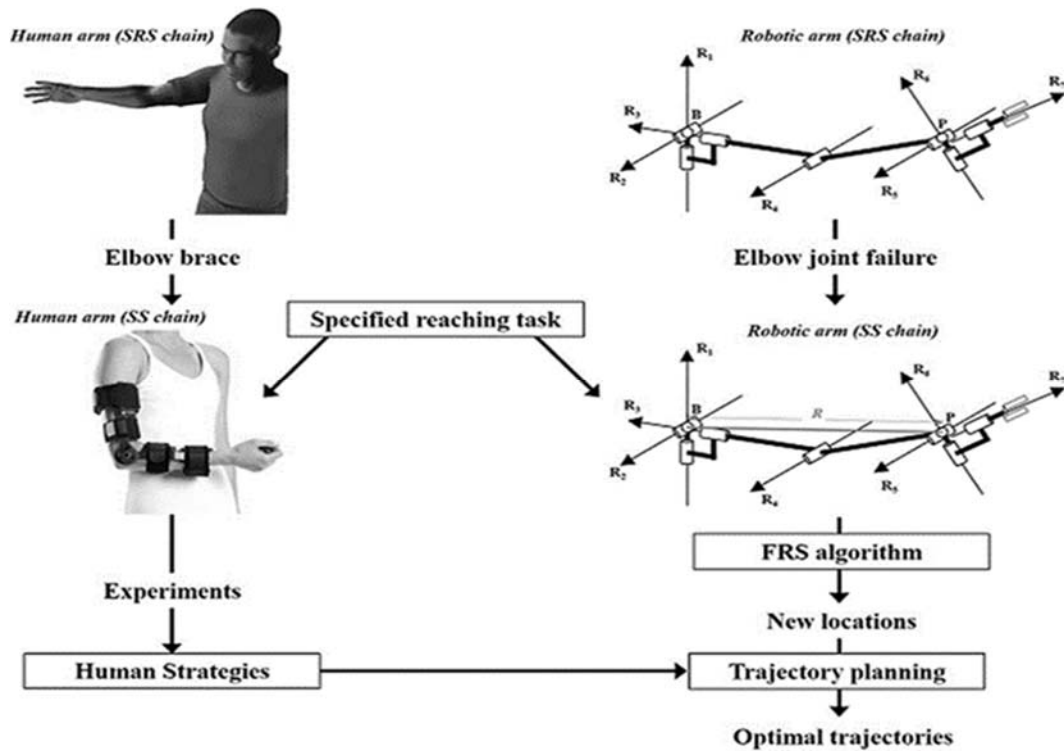 Human arm (SRS chain)
Robotic arm (SRS chain)
R1
R6
R7
R3
B
P
R2
R5
R4
Elbow brace
Elbow joint failure
Human arm (SS chain)
Specified reaching task
Robotic arm (SS chain)
R1
R6
R7
R3
B
R
P
R2
R5
R4
FRS algorithm
Experiments
New locations
Human Strategies
Trajectory planning
Optimal trajectories